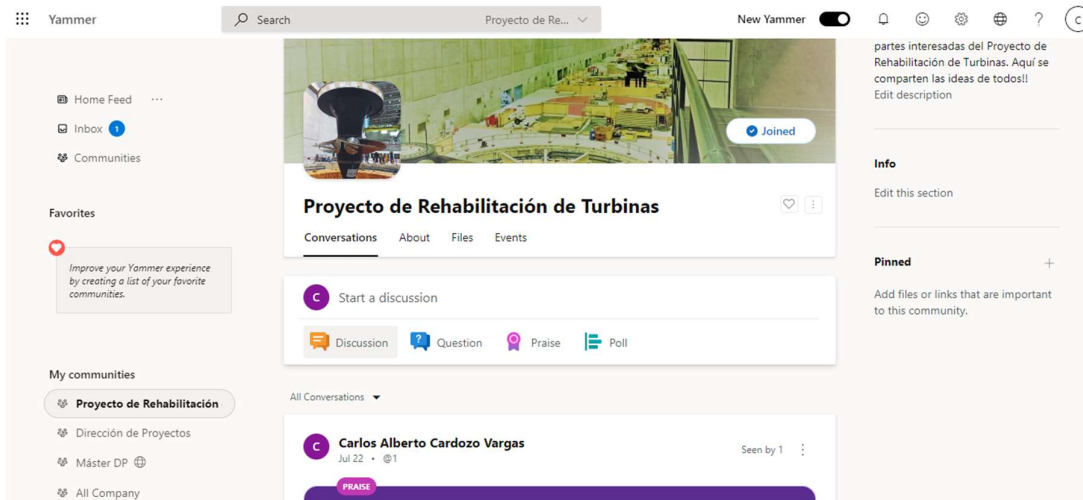 Yammer
Search
Proyecto de Re...
New Yammer
C
Home Feed
Inbox 1
Communities
Favorites
Improve your Yammer experience
by creating a list of your favorite
communities.
My communities
Proyecto de Rehabilitación
Dirección de Proyectos
Máster DP
All Company
Joined
Proyecto de Rehabilitación de Turbinas
Conversations About Files Events
C Start a discussion
Discussion Question Praise Poll
All Conversations
C
Carlos Alberto Cardozo Vargas
Jul 22 • @1
Seen by 1
PRAISE
partes interesadas del Proyecto de
Rehabilitación de Turbinas. Aquí se
comparten las ideas de todos!!
Edit description
Info
Edit this section
Pinned
Add files or links that are important
to this community.